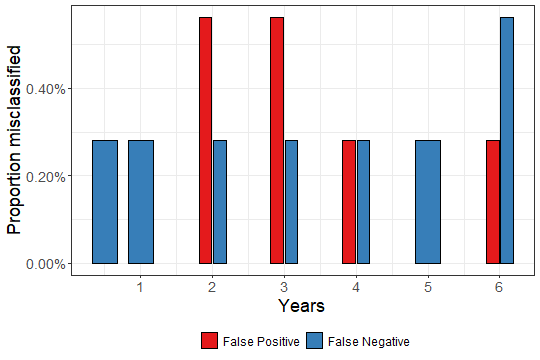 Proportion misclassified
0.40%
0.20%
0.00%
1 2 3 4 5 6
Years
False Positive False Negative